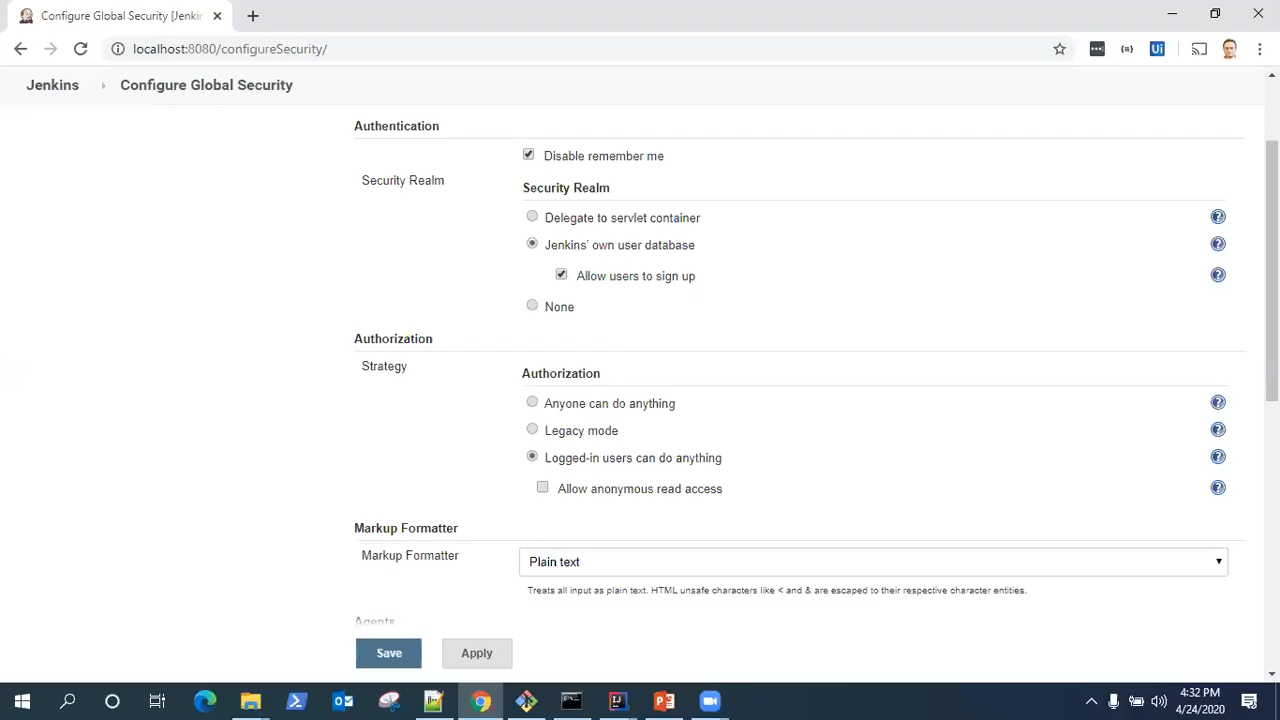 Configure Global Security [Jenki
localhost:8080/configureSecurity/
Jenkins › Configure Global Security
Authentication
Disable remember me
Security Realm
Security Realm
Delegate to servlet container
Jenkins' own user database
Allow users to sign up
None
Authorization
Strategy
Authorization
Anyone can do anything
Legacy mode
Logged-in users can do anything
Allow anonymous read access
Markup Formatter
Markup Formatter
Plain text
Treats all input as plain text. HTML unsafe characters like < and & are escaped to their respective character entities.
Agents
Save
Apply
4:32 PM
4/24/2020